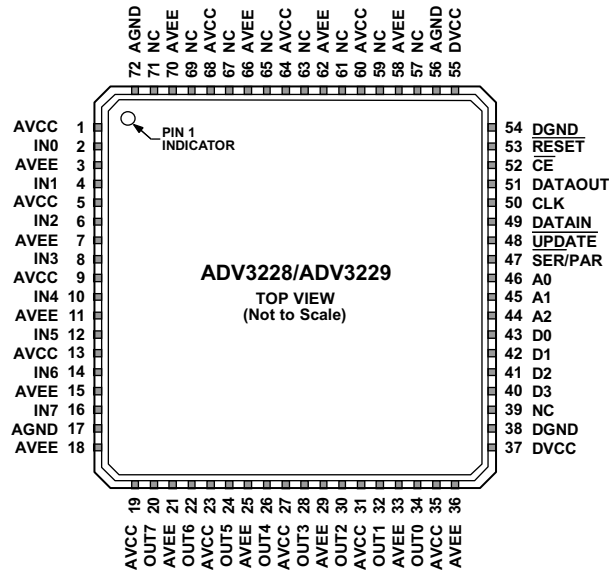 72 AGND
71 NC
70 AVEE
69 NC
68 AVCC
67 NC
66 AVEE
65 NC
64 AVCC
63 NC
62 AVEE
61 NC
60 AVCC
59 NC
58 AVEE
57 NC
56 AGND
55 DVCC
AVCC 1
IN0 2
AVEE 3
IN1 4
AVCC 5
IN2 6
AVEE 7
IN3 8
AVCC 9
IN4 10
AVEE 11
IN5 12
AVCC 13
IN6 14
AVEE 15
IN7 16
AGND 17
AVEE 18
PIN 1
INDICATOR
ADV3228/ADV3229
TOP VIEW
(Not to Scale)
54 DGND
53 RESET
52 CE
51 DATAOUT
50 CLK
49 DATAIN
48 UPDATE
47 SER/PAR
46 A0
45 A1
44 A2
43 D0
42 D1
41 D2
40 D3
39 NC
38 DGND
37 DVCC
AVCC 19
OUT7 20
AVEE 21
OUT6 22
AVCC 23
OUT5 24
AVEE 25
OUT4 26
AVCC 27
OUT3 28
AVEE 29
OUT2 30
AVCC 31
OUT1 32
AVEE 33
OUT0 34
AVCC 35
AVEE 36